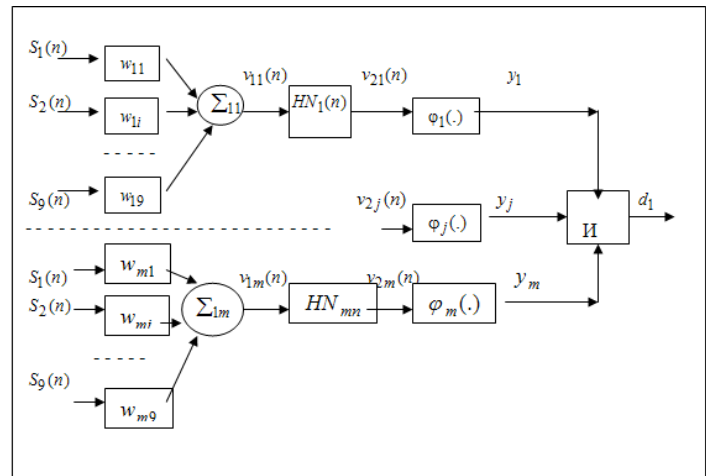 S₁(n)
w₁₁
S₂(n)
w₁ᵢ
S₉(n)
w₁₉
Σ₁₁
v₁₁(n)
HN₁(n)
v₂₁(n)
φ₁(.)
y₁
v₂ⱼ(n)
φⱼ(.)
yⱼ
И
d₁
S₁(n)
wₘ₁
S₂(n)
wₘᵢ
S₉(n)
wₘ₉
Σ₁ₘ
v₁ₘ(n)
HNₘₙ
v₂ₘ(n)
φₘ(.)
yₘ